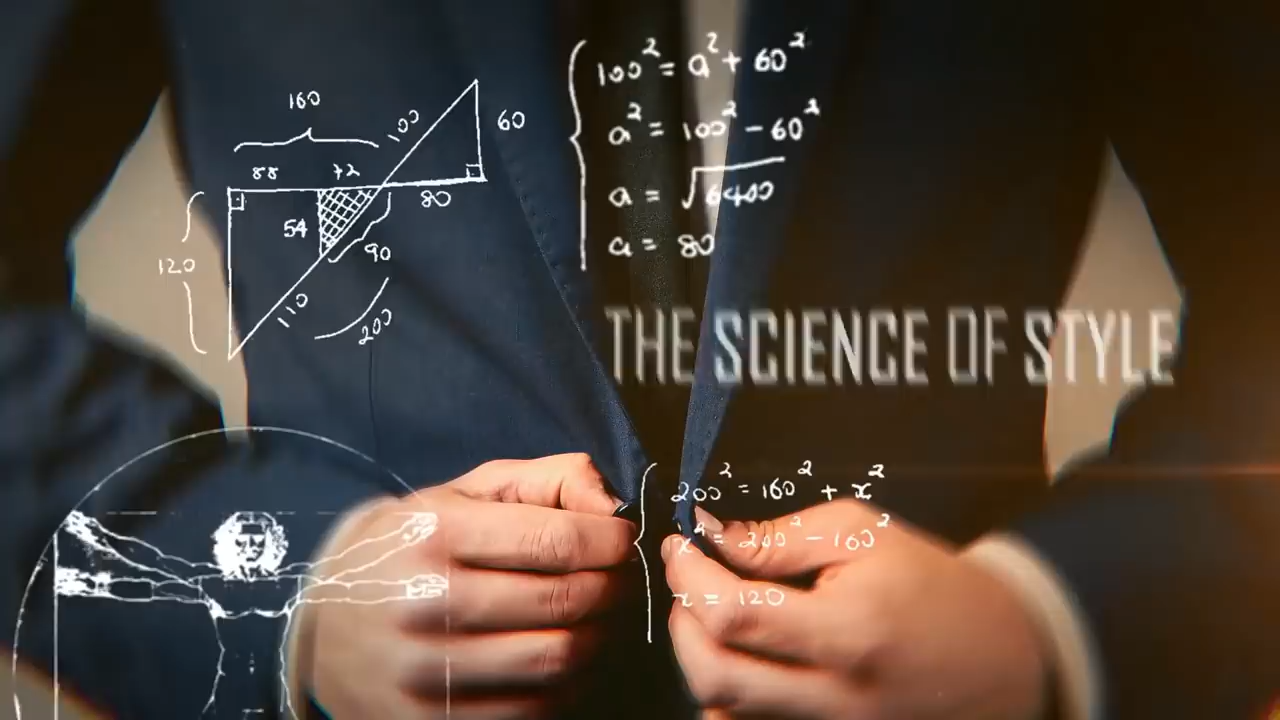 160
100
60
88 72
80
54
90
120
110
200
100² = a² + 60²
a² = 100² - 60²
a = √6400
a = 80
THE SCIENCE OF STYLE
200² = 160² + x²
x² = 200² - 160²
x = 120